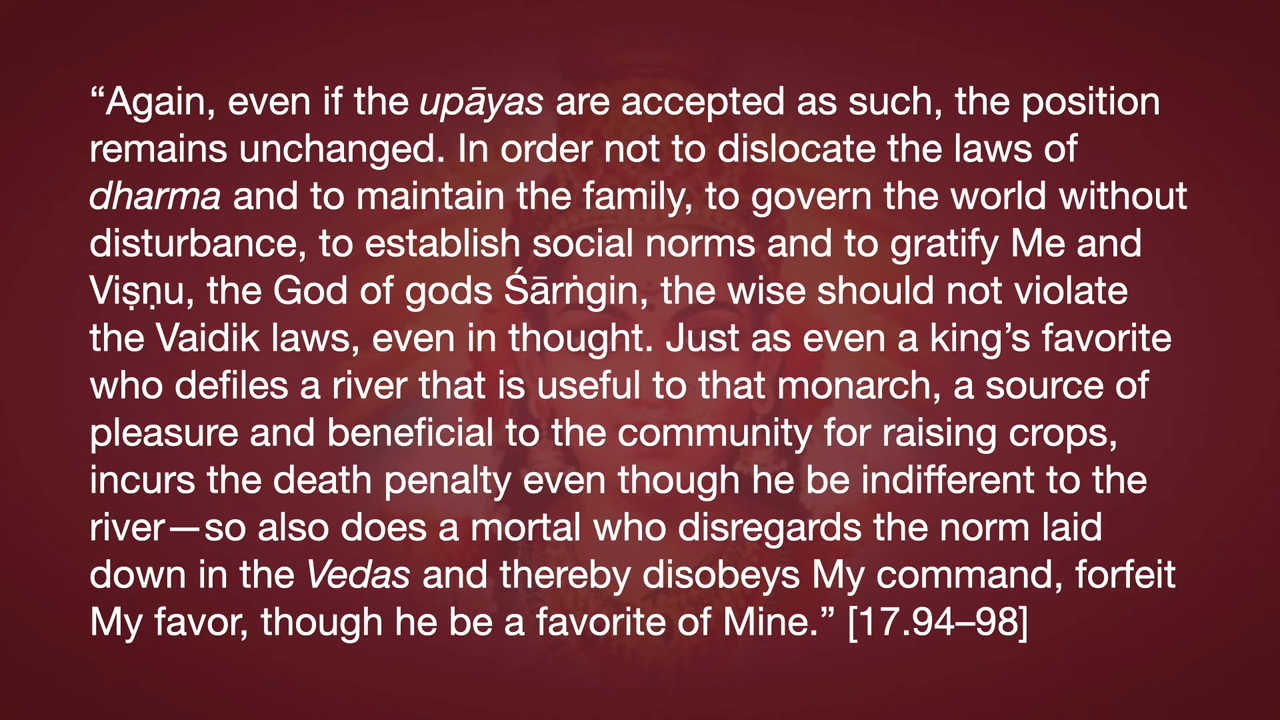 “Again, even if the upāyas are accepted as such, the position
remains unchanged. In order not to dislocate the laws of
dharma and to maintain the family, to govern the world without
disturbance, to establish social norms and to gratify Me and
Viṣṇu, the God of gods Śārṅgin, the wise should not violate
the Vaidik laws, even in thought. Just as even a king’s favorite
who defiles a river that is useful to that monarch, a source of
pleasure and beneficial to the community for raising crops,
incurs the death penalty even though he be indifferent to the
river—so also does a mortal who disregards the norm laid
down in the Vedas and thereby disobeys My command, forfeit
My favor, though he be a favorite of Mine.” [17.94–98]